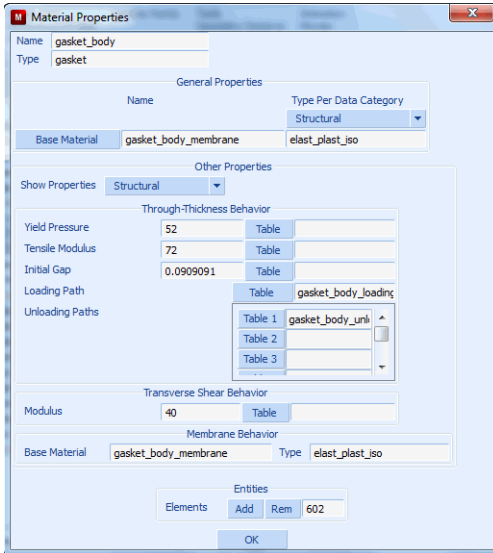 M Material Properties X
Name gasket_body
Type gasket
General Properties
Name Type Per Data Category
Structural
Base Material gasket_body_membrane elast_plast_iso
Other Properties
Show Properties Structural
Through-Thickness Behavior
Yield Pressure 52 Table
Tensile Modulus 72 Table
Initial Gap 0.0909091 Table
Loading Path Table gasket_body_loading
Unloading Paths
Table 1 gasket_body_unl
Table 2
Table 3
Transverse Shear Behavior
Modulus 40 Table
Membrane Behavior
Base Material gasket_body_membrane Type elast_plast_iso
Entities
Elements Add Rem 602
OK